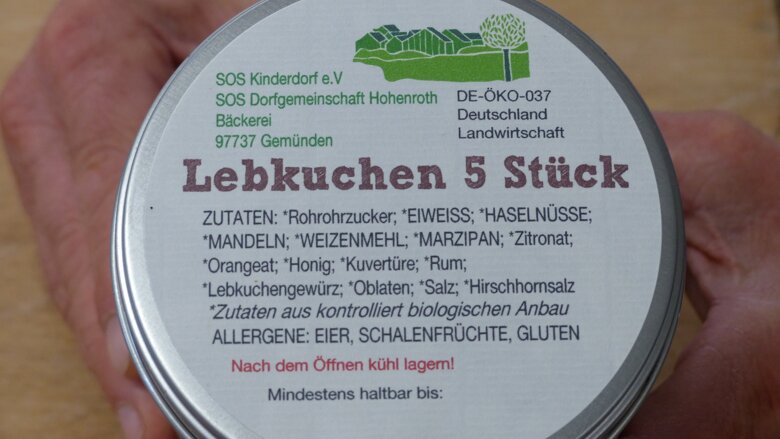 SOS Kinderdorf e.V
SOS Dorfgemeinschaft Hohenroth
Bäckerei
97737 Gemünden
DE-ÖKO-037
Deutschland
Landwirtschaft
Lebkuchen 5 Stück
ZUTATEN: *Rohrohrzucker; *EIWEISS; *HASELNÜSSE;
*MANDELN; *WEIZENMEHL; *MARZIPAN; *Zitronat;
*Orangeat; *Honig; *Kuvertüre; *Rum;
*Lebkuchengewürz; *Oblaten; *Salz; *Hirschhornsalz
*Zutaten aus kontrolliert biologischen Anbau
ALLERGENE: EIER, SCHALENFRÜCHTE, GLUTEN
Nach dem Öffnen kühl lagern!
Mindestens haltbar bis: